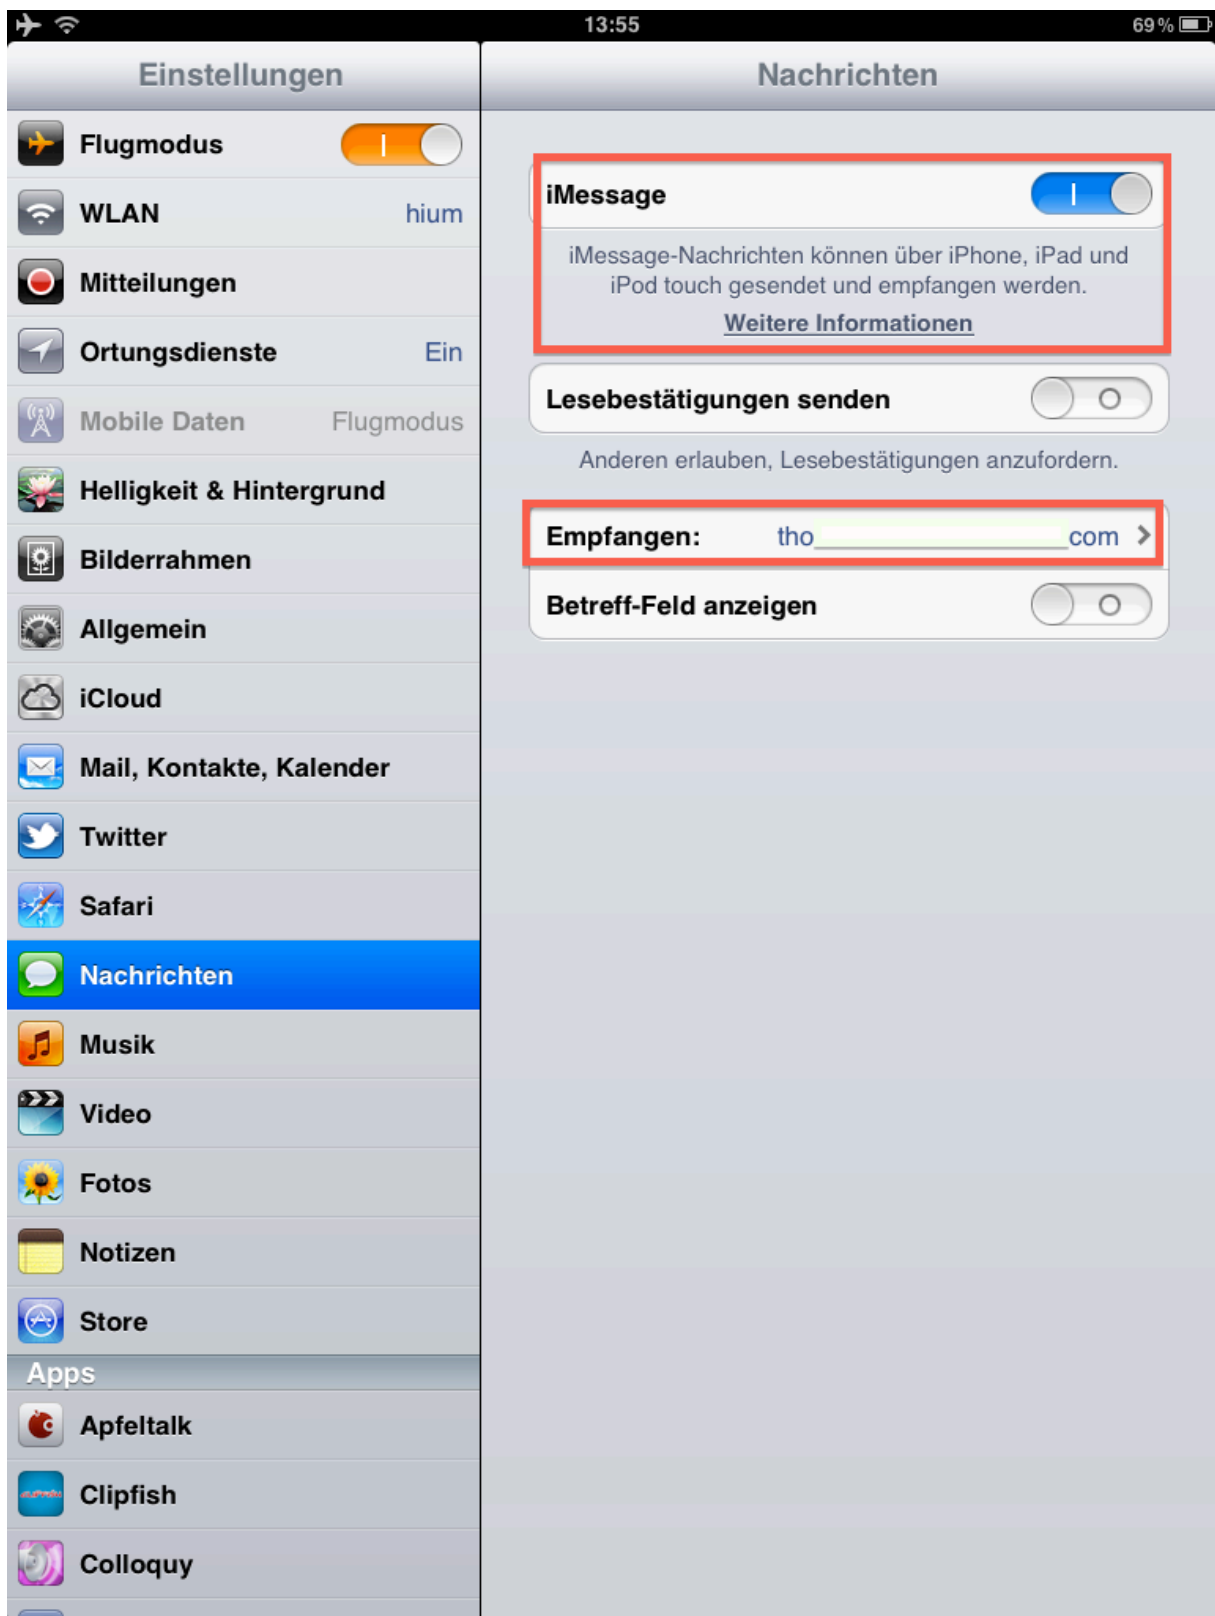 13:55
69 %
Einstellungen
Flugmodus
WLAN hium
Mitteilungen
Ortungsdienste Ein
Mobile Daten Flugmodus
Helligkeit & Hintergrund
Bilderrahmen
Allgemein
iCloud
Mail, Kontakte, Kalender
Twitter
Safari
Nachrichten
Musik
Video
Fotos
Notizen
Store
Apps
Apfeltalk
Clipfish
Colloquy
Nachrichten
iMessage
iMessage-Nachrichten können über iPhone, iPad und
iPod touch gesendet und empfangen werden.
Weitere Informationen
Lesebestätigungen senden
Anderen erlauben, Lesebestätigungen anzufordern.
Empfangen: tho com
Betreff-Feld anzeigen